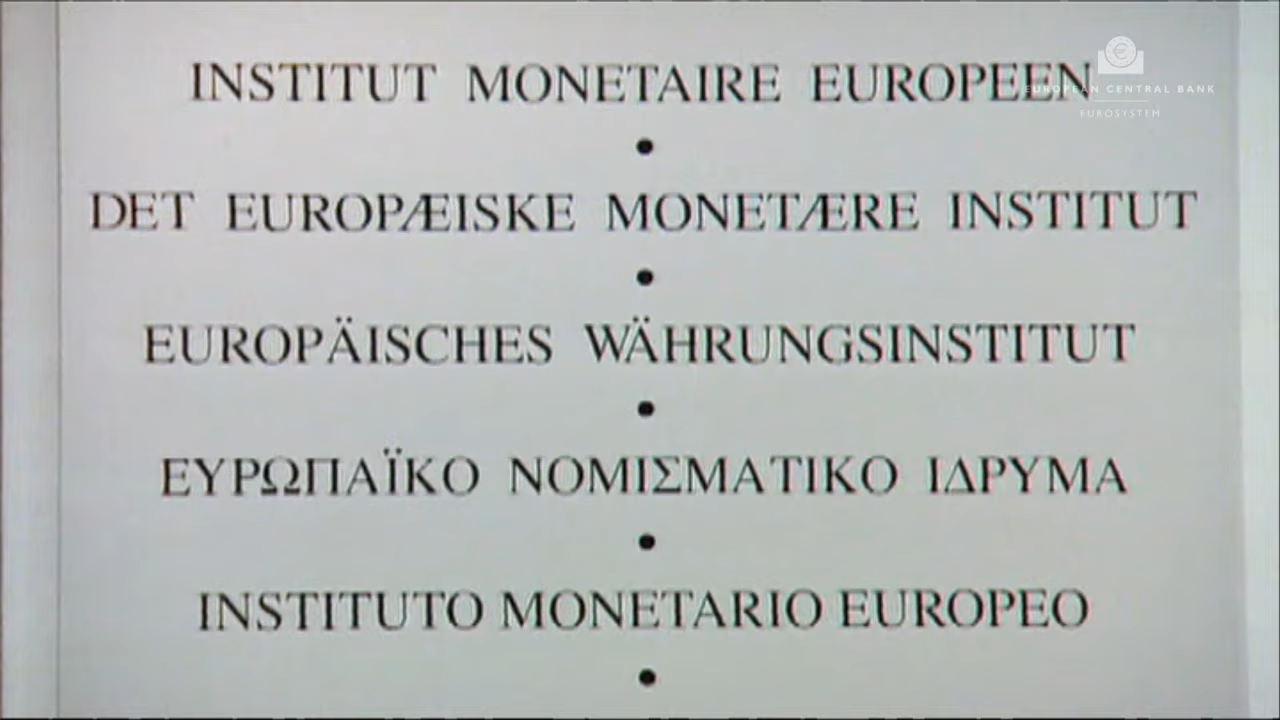 INSTITUT MONETAIRE EUROPEEN
•
DET EUROPÆISKE MONETÆRE INSTITUT
•
EUROPÄISCHES WÄHRUNGSINSTITUT
•
ΕΥΡΩΠΑΪΚΟ ΝΟΜΙΣΜΑΤΙΚΟ ΙΔΡΥΜΑ
•
INSTITUTO MONETARIO EUROPEO
•
EUROPEAN CENTRAL BANK
EUROSYSTEM